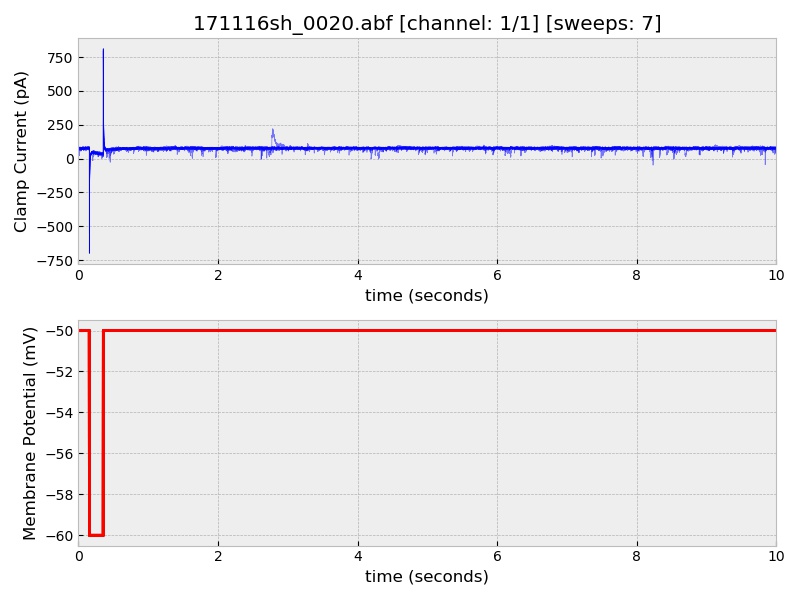 171116sh_0020.abf [channel: 1/1] [sweeps: 7]
Clamp Current (pA)
750
500
250
0
−250
−500
−750
0 2 4 6 8 10
time (seconds)
Membrane Potential (mV)
−50
−52
−54
−56
−58
−60
0 2 4 6 8 10
time (seconds)